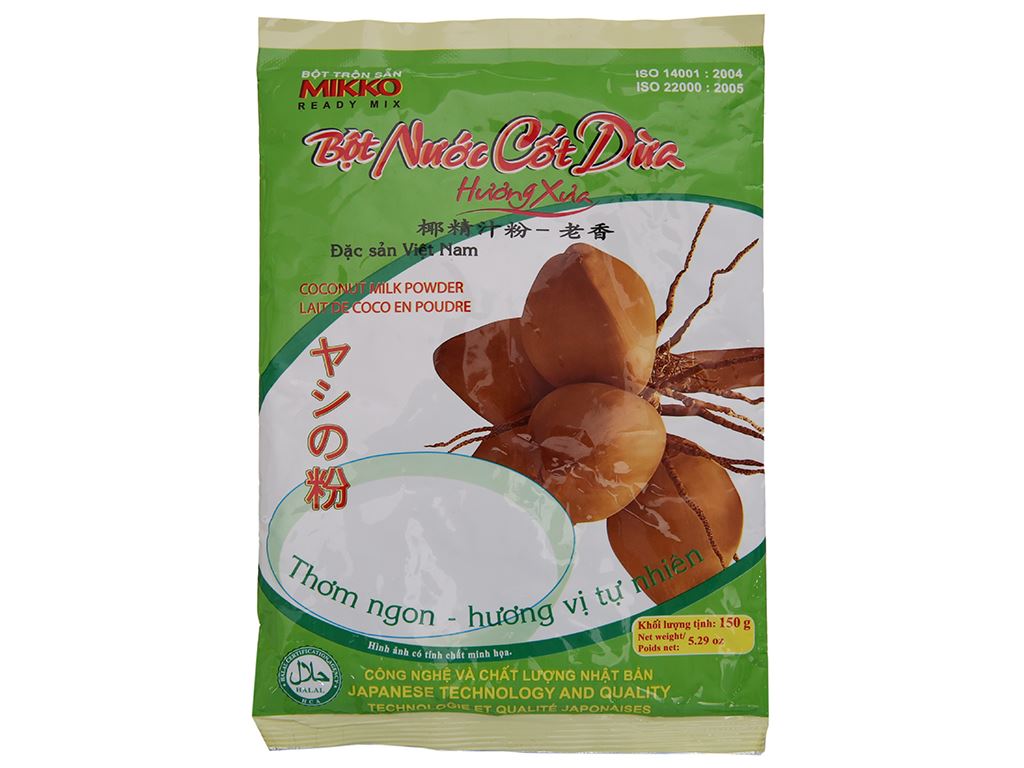 BỘT TRỘN SẴN
MIKKO
READY MIX
ISO 14001 : 2004
ISO 22000 : 2005
Bột Nước Cốt Dừa
Hương Xưa
椰精汁粉 - 老香
Đặc sản Việt Nam
COCONUT MILK POWDER
LAIT DE COCO EN POUDRE
ヤシの粉
Thơm ngon - hương vị tự nhiên
Khối lượng tịnh: 150 g
Net weight/ 5.29 oz
Poids net:
Hình ảnh có tính chất minh họa.
حلال
HALAL
HCA
CÔNG NGHỆ VÀ CHẤT LƯỢNG NHẬT BẢN
JAPANESE TECHNOLOGY AND QUALITY
TECHNOLOGIE ET QUALITÉ JAPONAISES